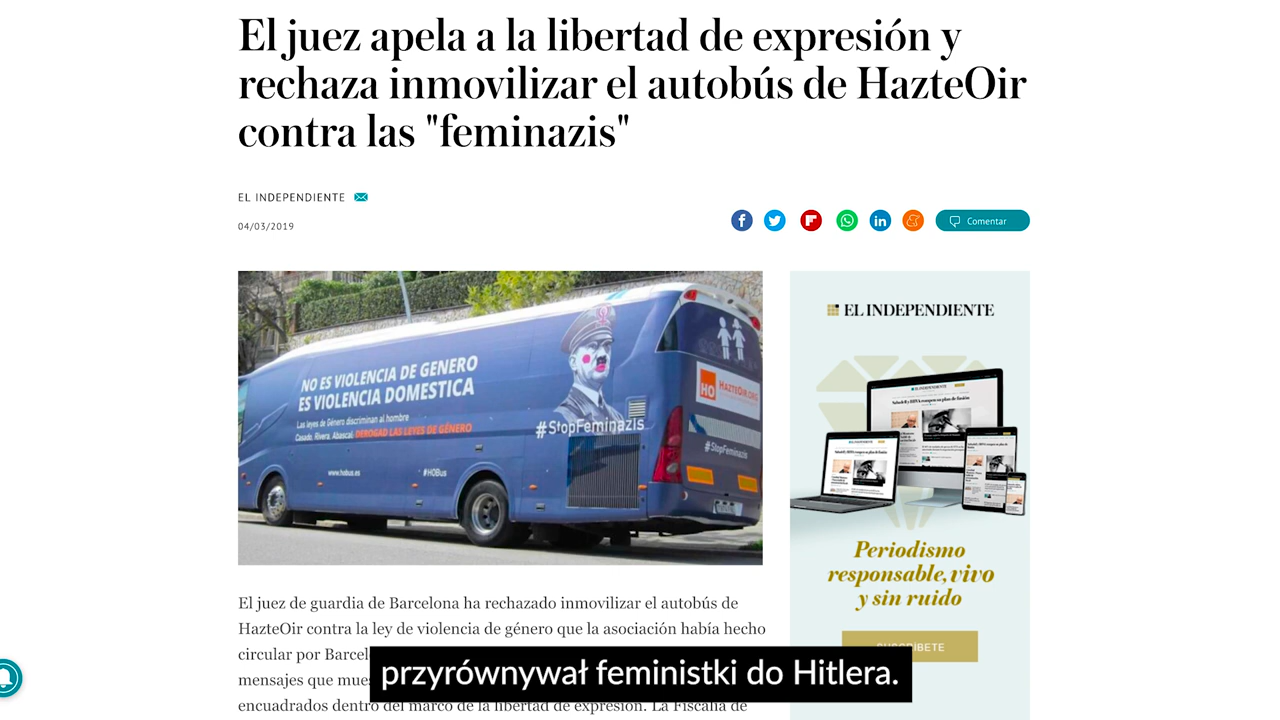 El juez apela a la libertad de expresión y
rechaza inmovilizar el autobús de HazteOir
contra las "feminazis"
EL INDEPENDIENTE
04/03/2019
Comentar
NO ES VIOLENCIA DE GENERO
ES VIOLENCIA DOMESTICA
Las leyes de Género discriminan al hombre
Casado, Rivera, Abascal: DEROGAD LAS LEYES DE GÉNERO
#StopFeminazis
www.hobus.es
#HOBus
HO
HAZTEOIR.ORG
#StopFeminazis
EL INDEPENDIENTE
Periodismo
responsable, vivo
y sin ruido
SUSCRÍBETE
El juez de guardia de Barcelona ha rechazado inmovilizar el autobús de
HazteOir contra la ley de violencia de género que la asociación había hecho
circular por
mensajes que
encuadrados dentro del marco de la libertad de expresión. La Fiscalía de
przyrównywał feministki do Hitlera.